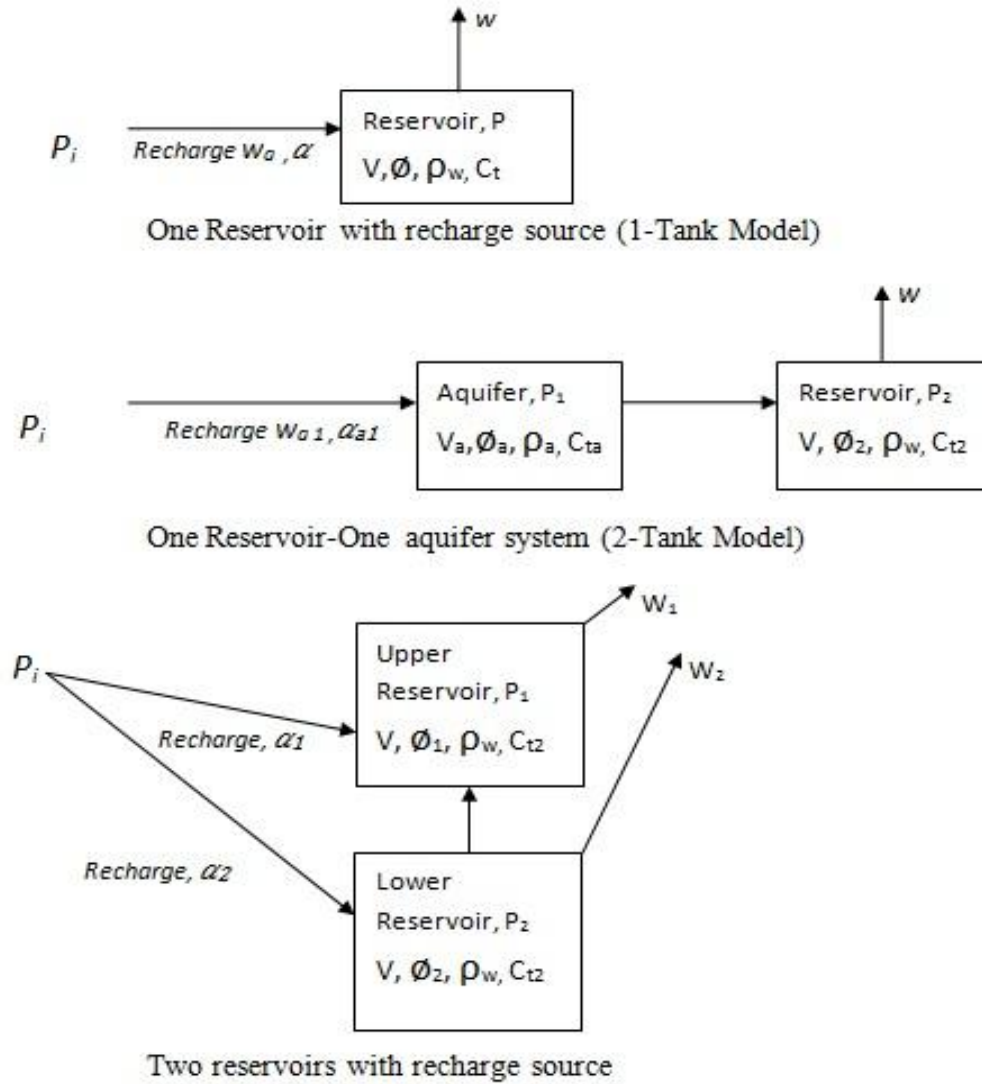 w
Reservoir, P
Pᵢ
Recharge Wₐ , α
V, Ø, ρw, Cₜ
One Reservoir with recharge source (1-Tank Model)
w
Aquifer, P₁
Reservoir, P₂
Pᵢ
Recharge Wₐ ₁ , αₐ₁
Vₐ, Øₐ, ρₐ, Cₜₐ
V, Ø₂, ρw, Cₜ₂
One Reservoir-One aquifer system (2-Tank Model)
W₁
Upper
W₂
Pᵢ
Reservoir, P₁
Recharge, α₁
V, Ø₁, ρw, Cₜ₂
Recharge, α₂
Lower
Reservoir, P₂
V, Ø₂, ρw, Cₜ₂
Two reservoirs with recharge source